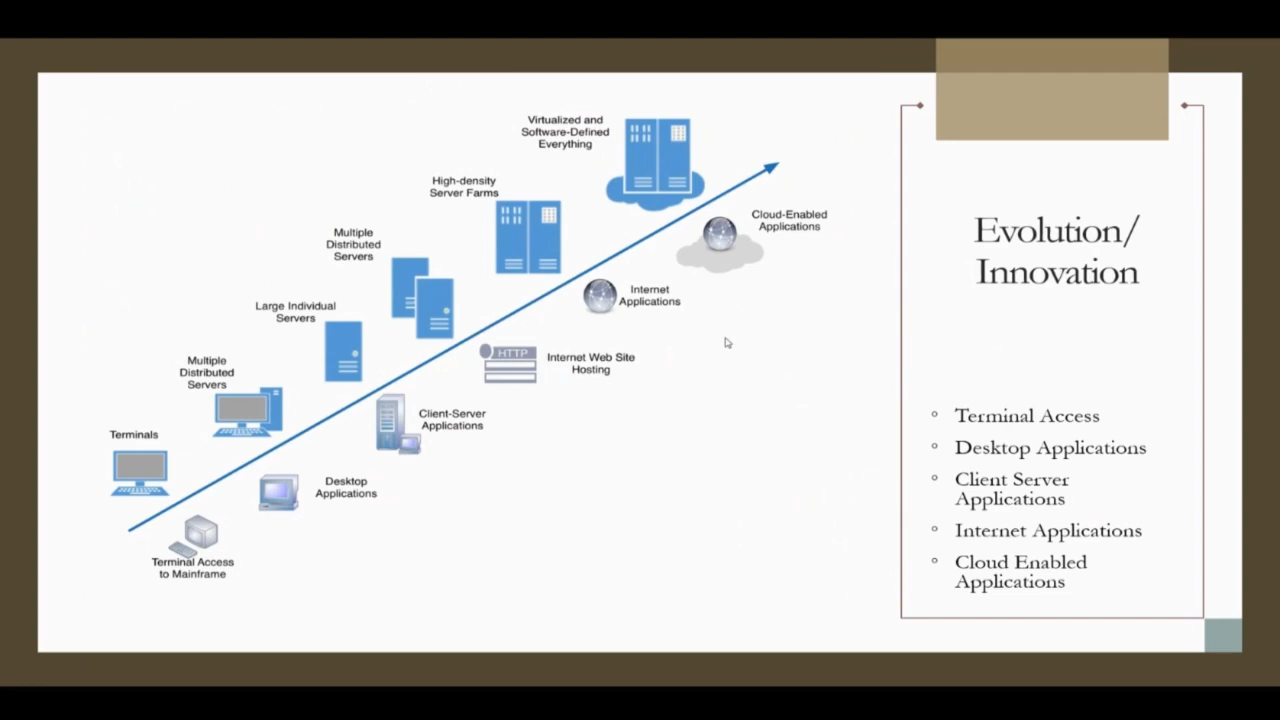 Virtualized and
Software-Defined
Everything
High-density
Server Farms
Multiple
Distributed
Servers
Large Individual
Servers
Multiple
Distributed
Servers
Terminals
Cloud-Enabled
Applications
Internet
Applications
HTTP
Internet Web Site
Hosting
Client-Server
Applications
Desktop
Applications
Terminal Access
to Mainframe
Evolution/
Innovation
Terminal Access
Desktop Applications
Client Server
Applications
Internet Applications
Cloud Enabled
Applications